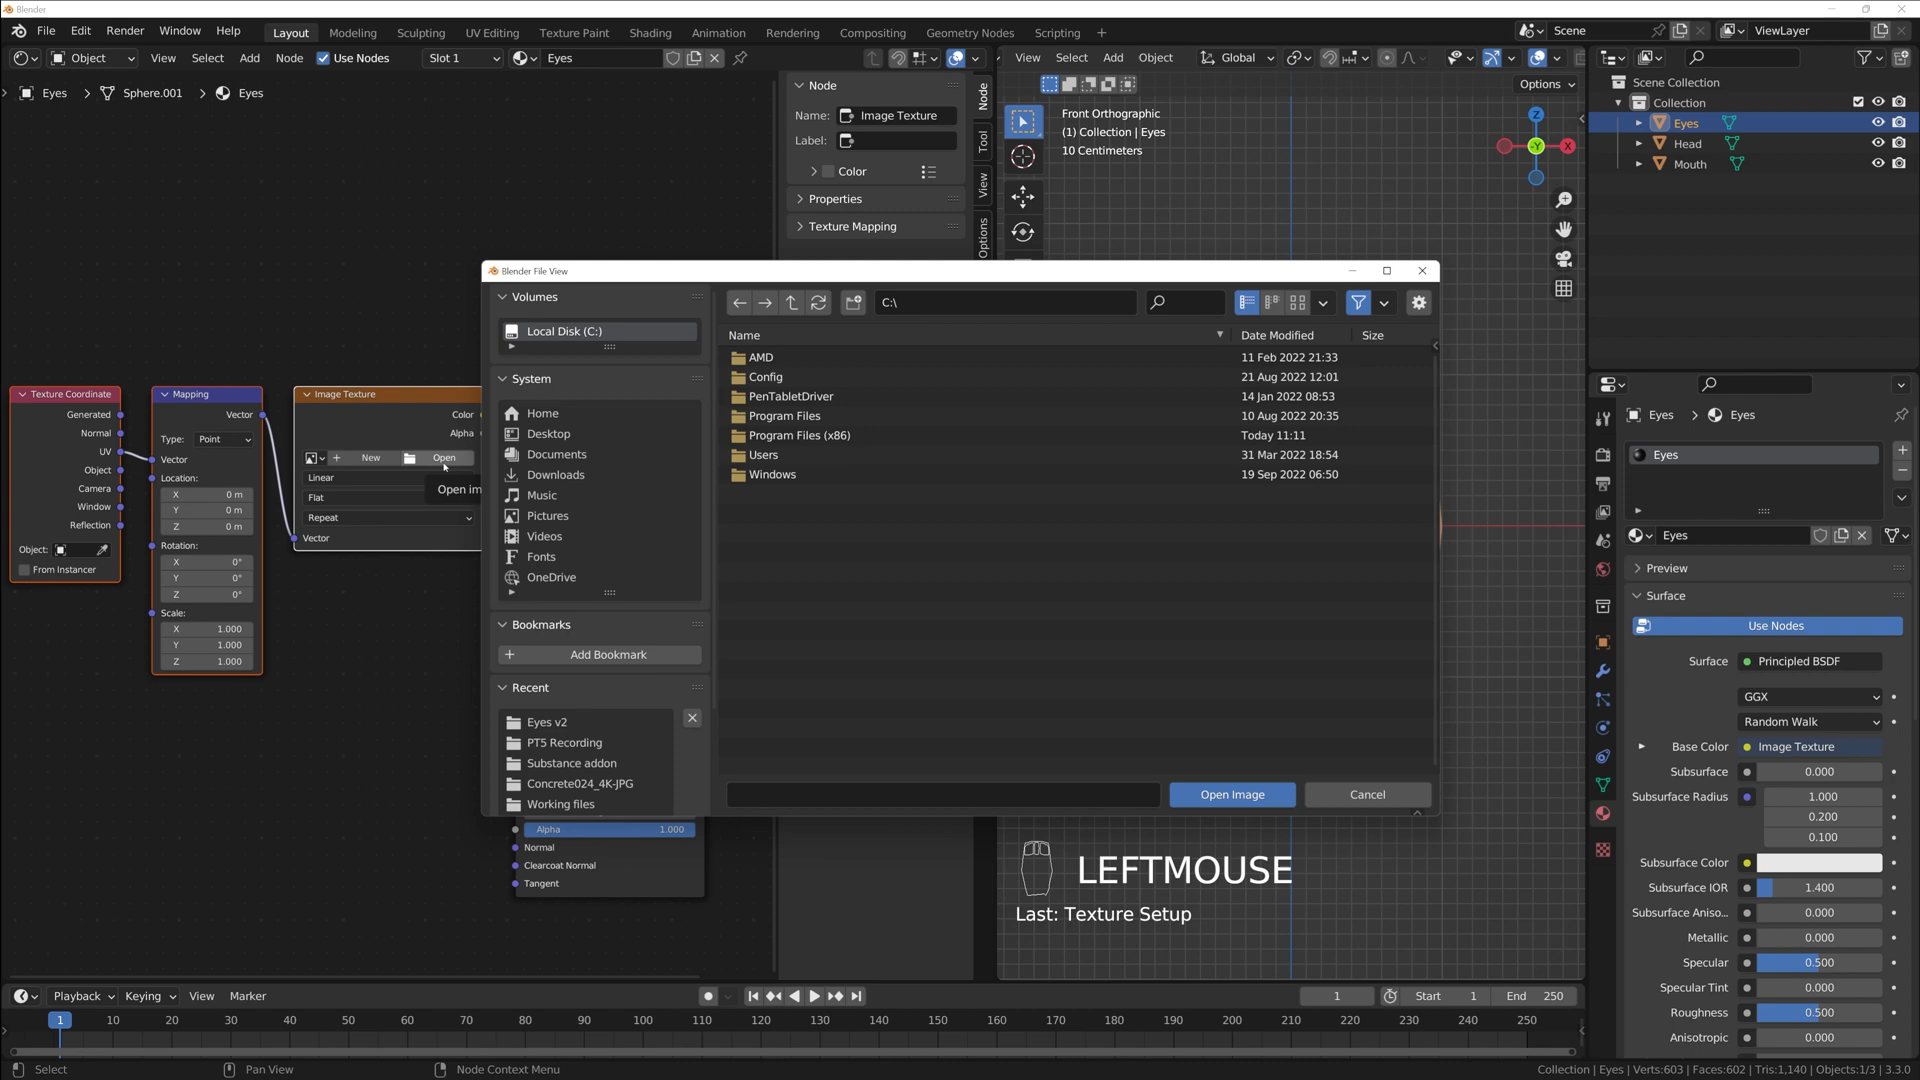 Blender
File Edit Render Window Help Layout Modeling Sculpting UV Editing Texture Paint Shading Animation Rendering Compositing Geometry Nodes Scripting Scene ViewLayer
Object View Select Add Node Use Nodes Slot 1 Eyes
View Select Add Object Global
Options
Eyes > Sphere.001 > Eyes
Node
Name: Image Texture
Label:
Color
Properties
Texture Mapping
Node
Tool
View
Options
Front Orthographic
(1) Collection | Eyes
10 Centimeters
Z
-Y
X
Scene Collection
Collection
Eyes
Head
Mouth
Blender File View
Volumes
Local Disk (C:)
System
Home
Desktop
Documents
Downloads
Music
Pictures
Videos
Fonts
OneDrive
Bookmarks
Add Bookmark
Recent
Eyes v2
PT5 Recording
Substance addon
Concrete024_4K-JPG
Working files
C:\
Name Date Modified Size
AMD 11 Feb 2022 21:33
Config 21 Aug 2022 12:01
PenTabletDriver 14 Jan 2022 08:53
Program Files 10 Aug 2022 20:35
Program Files (x86) Today 11:11
Users 31 Mar 2022 18:54
Windows 19 Sep 2022 06:50
Open Image Cancel
Texture Coordinate
Generated
Normal
UV
Object
Camera
Window
Reflection
Object:
From Instancer
Mapping
Vector
Type: Point
Vector
Location:
X 0 m
Y 0 m
Z 0 m
Rotation:
X 0°
Y 0°
Z 0°
Scale:
X 1.000
Y 1.000
Z 1.000
Image Texture
Color
Alpha
New Open
Linear
Open im
Flat
Repeat
Vector
Alpha 1.000
Normal
Clearcoat Normal
Tangent
LEFTMOUSE
Last: Texture Setup
Eyes > Eyes
Eyes
Eyes
Preview
Surface
Use Nodes
Surface Principled BSDF
GGX
Random Walk
Base Color Image Texture
Subsurface 0.000
Subsurface Radius 1.000
0.200
0.100
Subsurface Color
Subsurface IOR 1.400
Subsurface Aniso... 0.000
Metallic 0.000
Specular 0.500
Specular Tint 0.000
Roughness 0.500
Anisotropic 0.000
Playback Keying View Marker 1 Start 1 End 250
1 10 20 30 40 50 60 70 80 90 100 110 120 130 140 150 160 170 180 190 200 210 220 230 240 250
Select Pan View Node Context Menu Collection | Eyes | Verts:603 | Faces:602 | Tris:1,140 | Objects:1/3 | 3.3.0